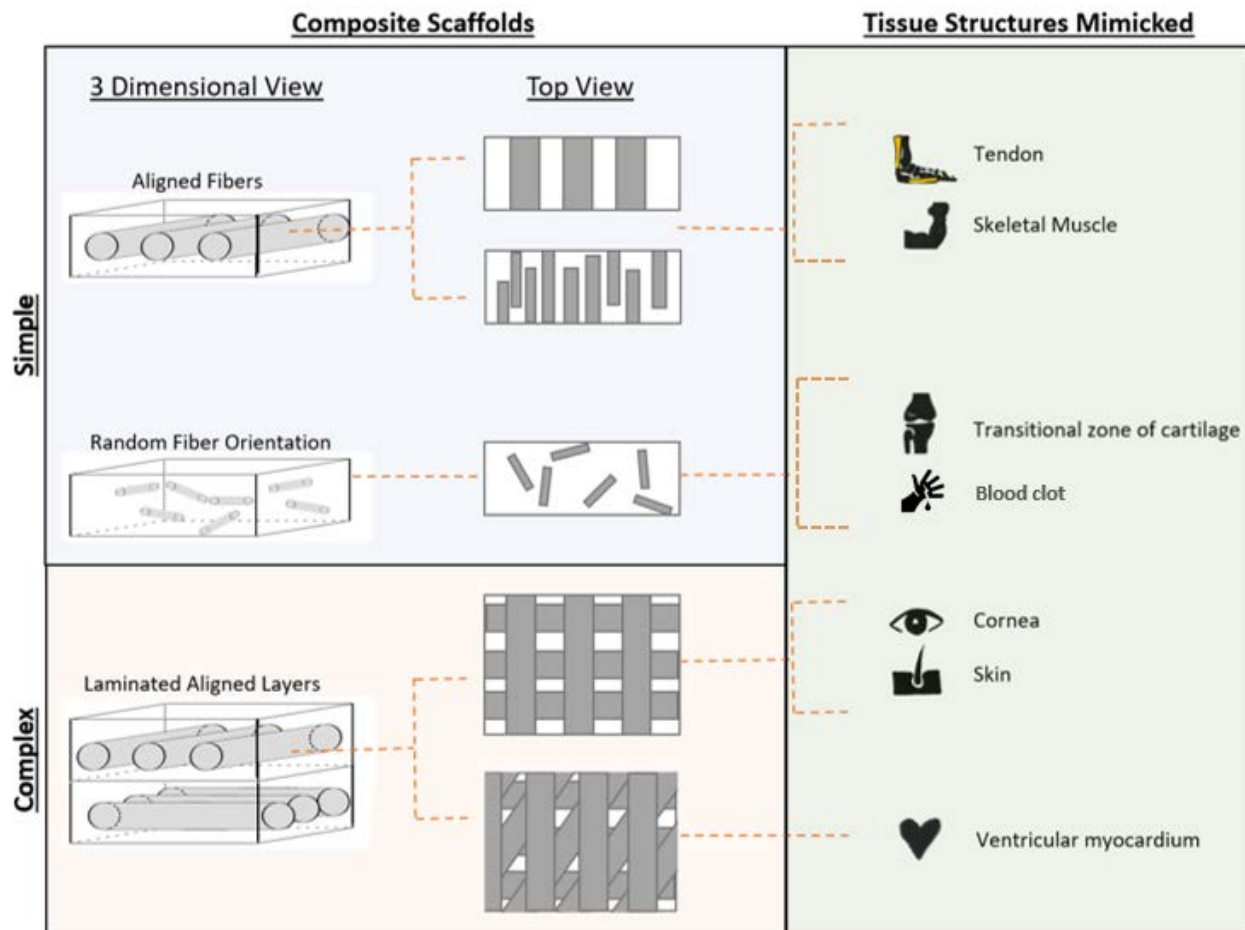 Composite Scaffolds
Tissue Structures Mimicked
3 Dimensional View
Top View
Simple
Aligned Fibers
Tendon
Skeletal Muscle
Random Fiber Orientation
Transitional zone of cartilage
Blood clot
Complex
Laminated Aligned Layers
Cornea
Skin
Ventricular myocardium